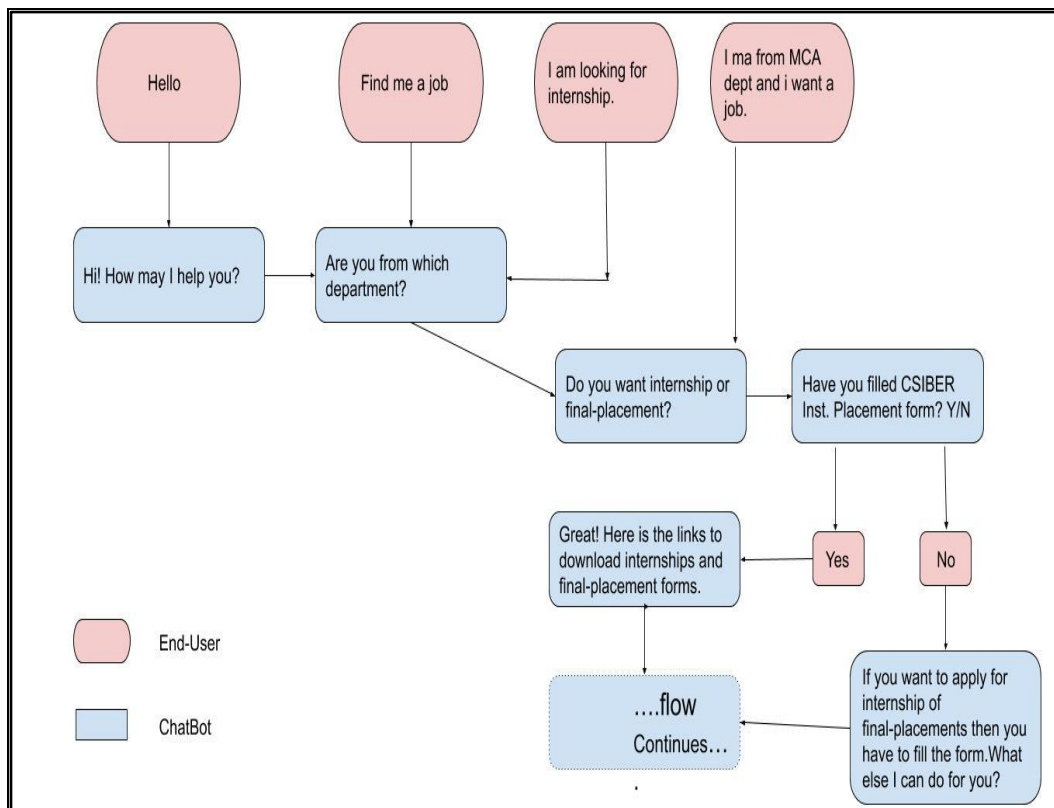 Hello
Find me a job
I am looking for
internship.
I ma from MCA
dept and i want a
job.
Hi! How may I help you?
Are you from which
department?
Do you want internship or
final-placement?
Have you filled CSIBER
Inst. Placement form? Y/N
Great! Here is the links to
download internships and
final-placement forms.
Yes
No
End-User
ChatBot
....flow
Continues...
.
If you want to apply for
internship of
final-placements then you
have to fill the form.What
else I can do for you?